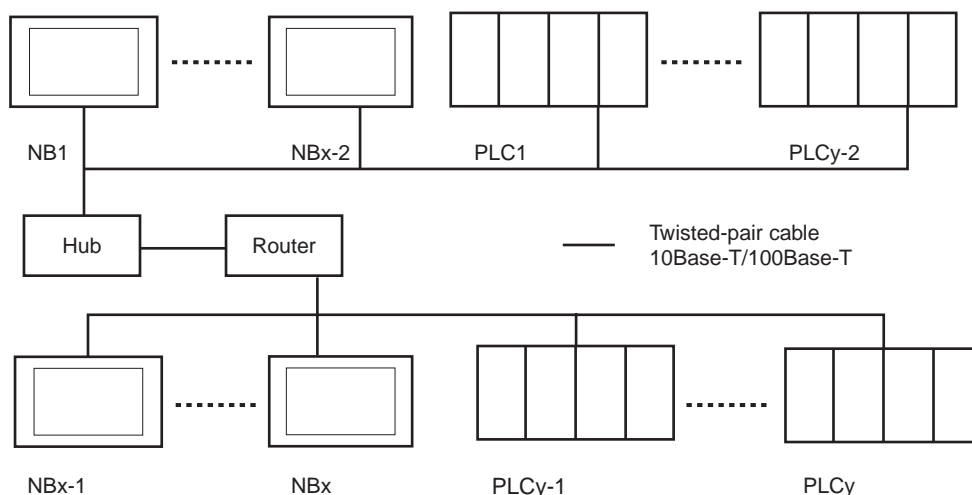 NB1
NBx-2
PLC1
PLCy-2
Hub
Router
Twisted-pair cable
10Base-T/100Base-T
NBx-1
NBx
PLCy-1
PLCy